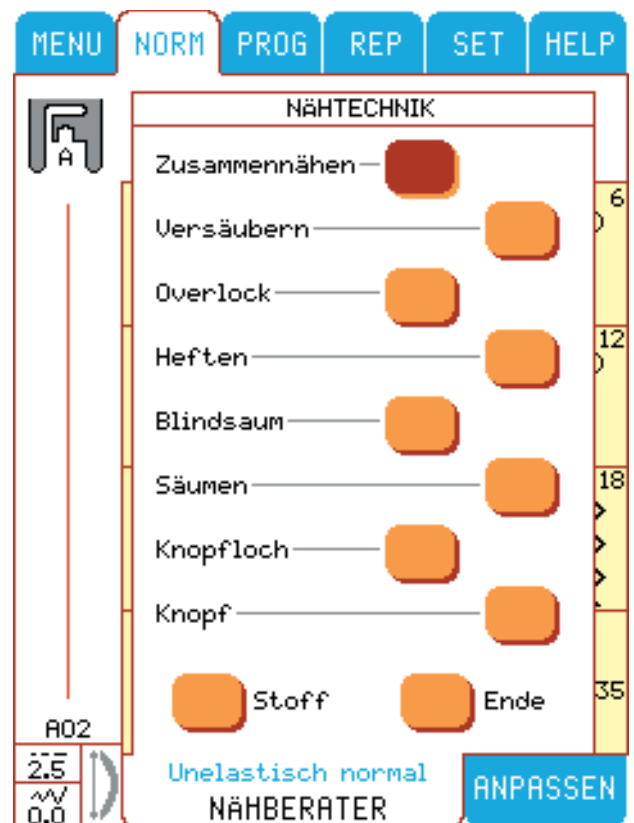 MENU NORM PROG REP SET HELP
NÄHTECHNIK
A
Zusammennähen
6
Versäubern
Overlock
12
Heften
Blindsaum
18
Säumen
Knopfloch
Knopf
35
Stoff Ende
A02
2.5
Unelastisch normal
ANPASSEN
0.0
NÄHBERATER